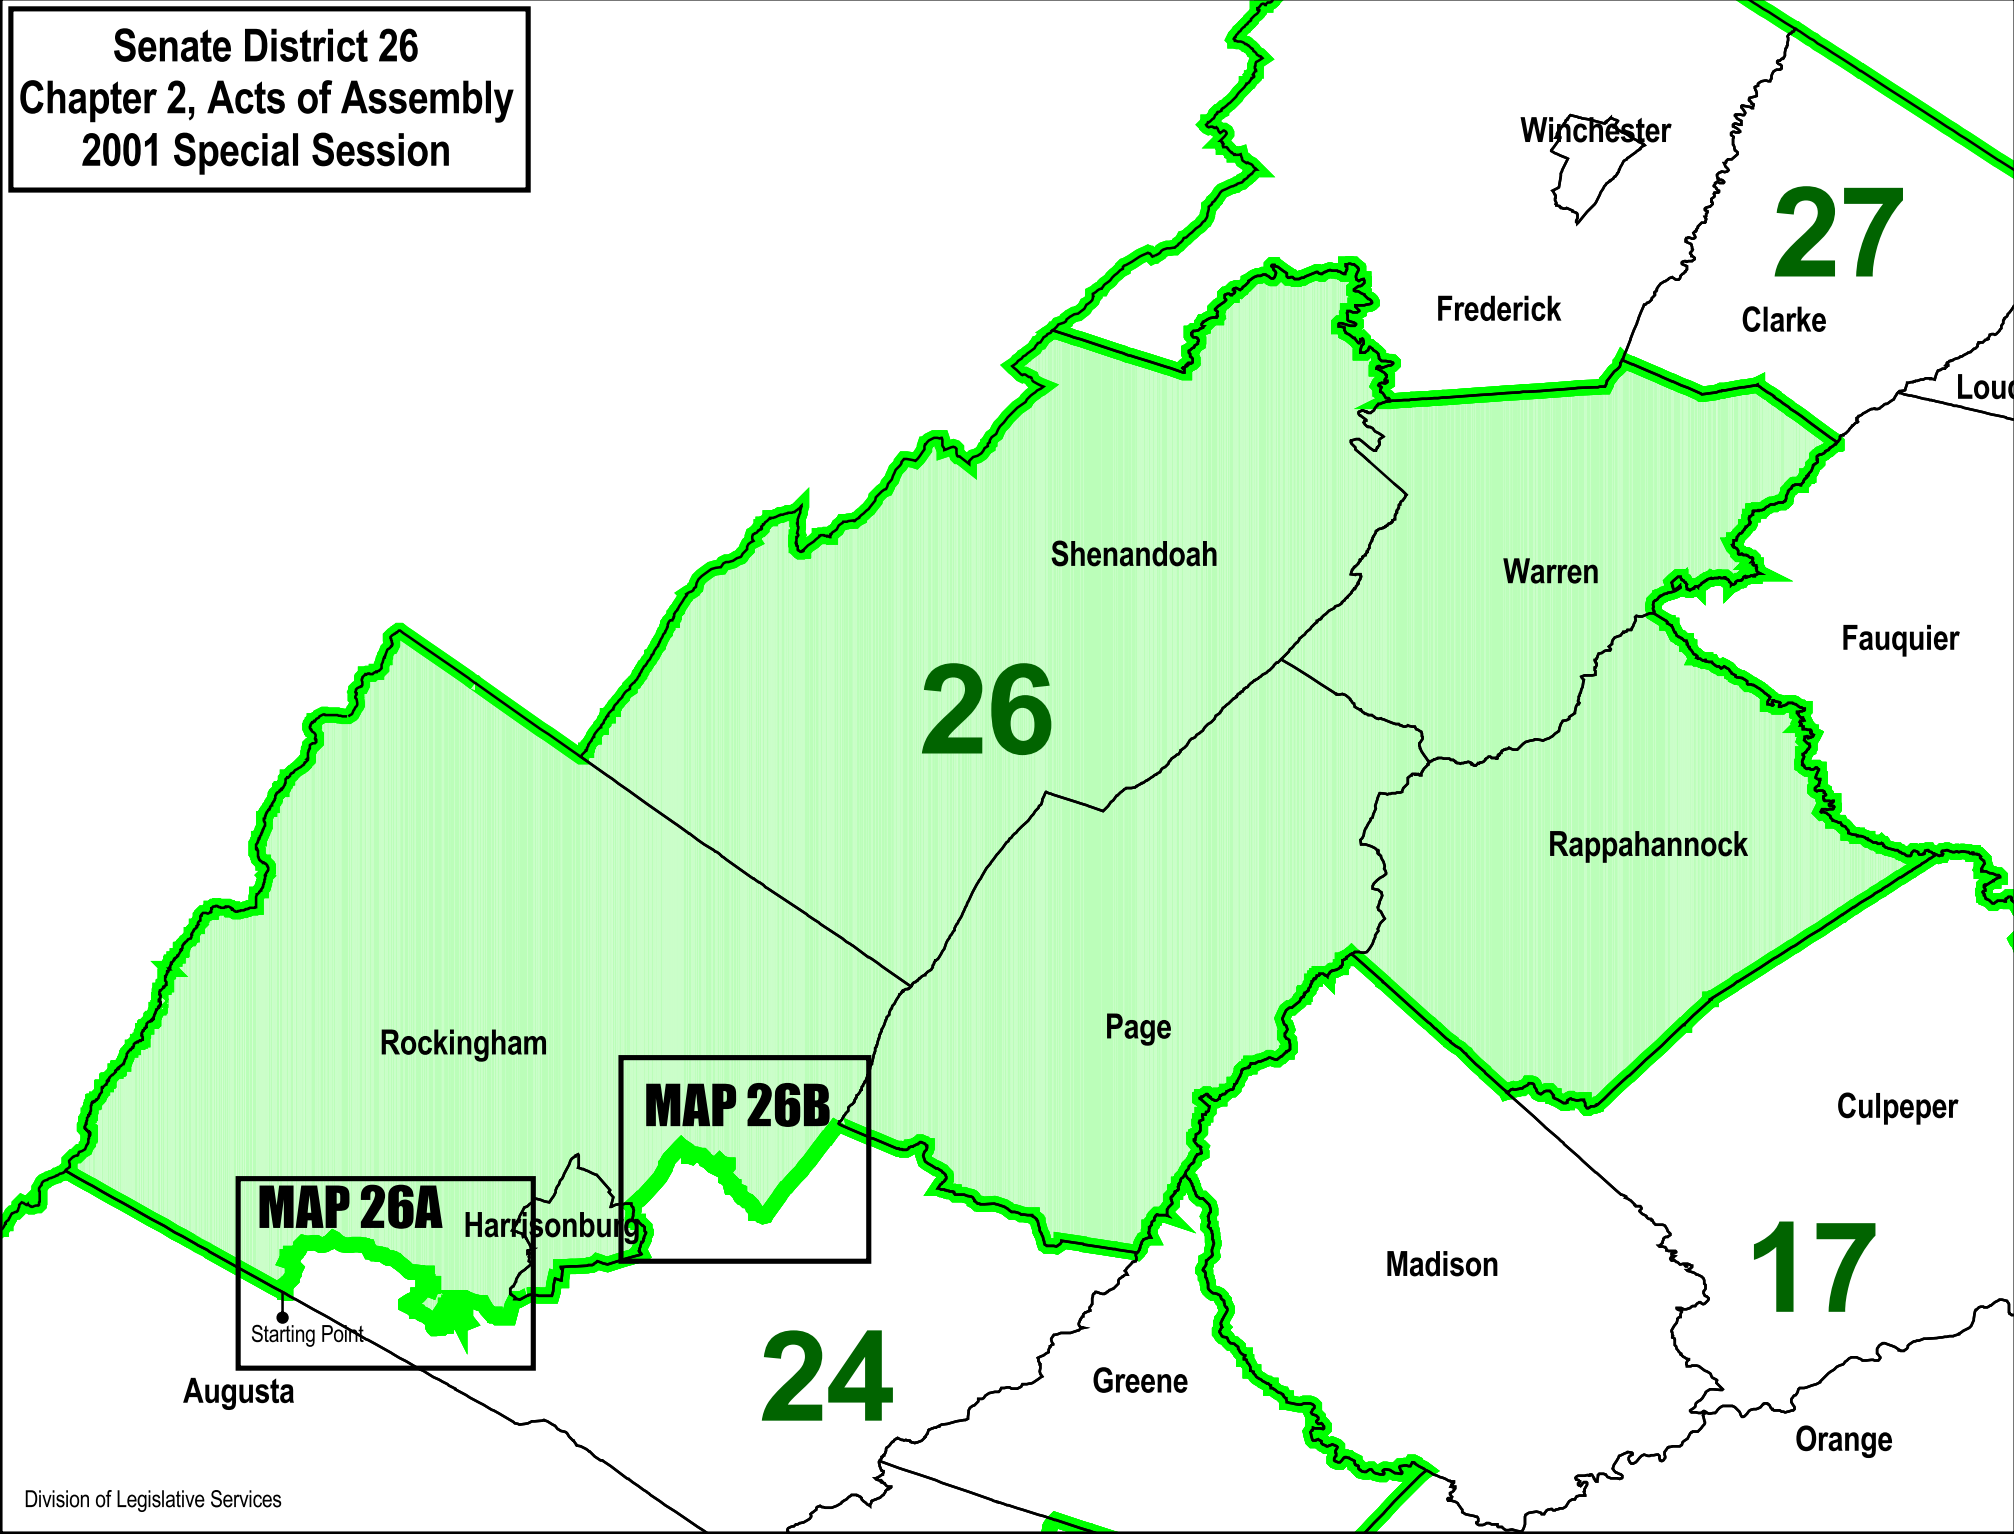 Senate District 26
Chapter 2, Acts of Assembly
2001 Special Session
Winchester
27
Frederick
Clarke
Louc
Shenandoah
Warren
Fauquier
26
Rappahannock
Rockingham
Page
MAP 26B
Culpeper
MAP 26A
Harrisonburg
Madison
17
Starting Point
24
Augusta
Greene
Orange
Division of Legislative Services